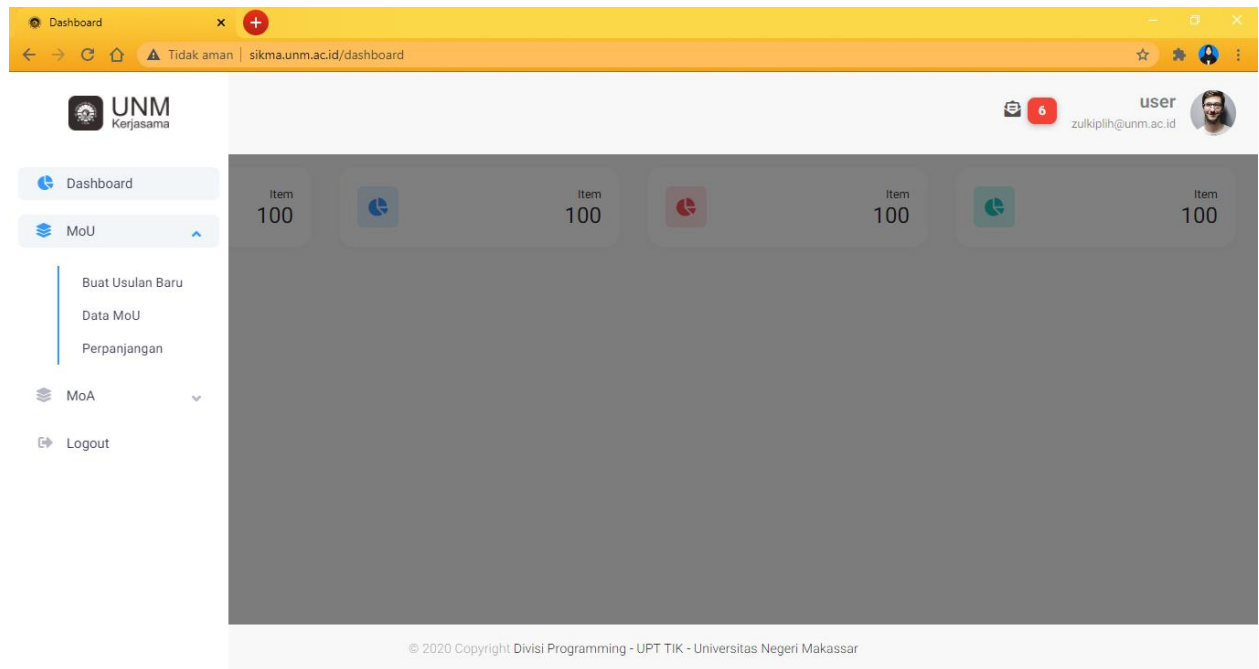 Dashboard
Tidak aman | sikma.unm.ac.id/dashboard
UNM
Kerjasama
6
user
zulkiplih@unm.ac.id
Dashboard
MoU
Buat Usulan Baru
Data MoU
Perpanjangan
MoA
Logout
Item
100
Item
100
Item
100
Item
100
© 2020 Copyright Divisi Programming - UPT TIK - Universitas Negeri Makassar